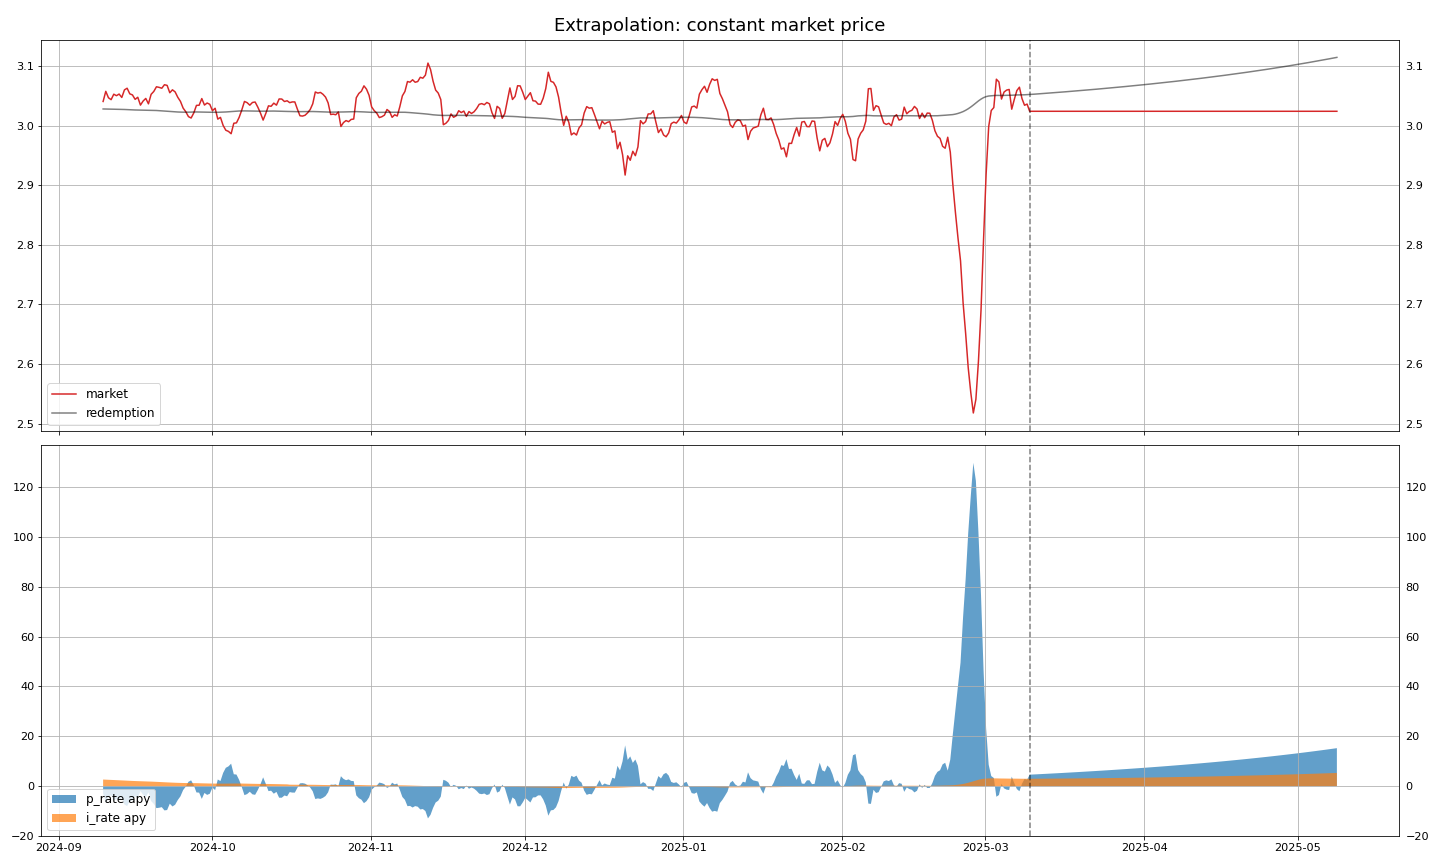 Extrapolation: constant market price
3.1 3.1
3.0 3.0
2.9 2.9
2.8 2.8
2.7 2.7
2.6 2.6
2.5 2.5
market
redemption
120 120
100 100
80 80
60 60
40 40
20 20
0 0
−20 −20
p_rate apy
i_rate apy
2024-09 2024-10 2024-11 2024-12 2025-01 2025-02 2025-03 2025-04 2025-05